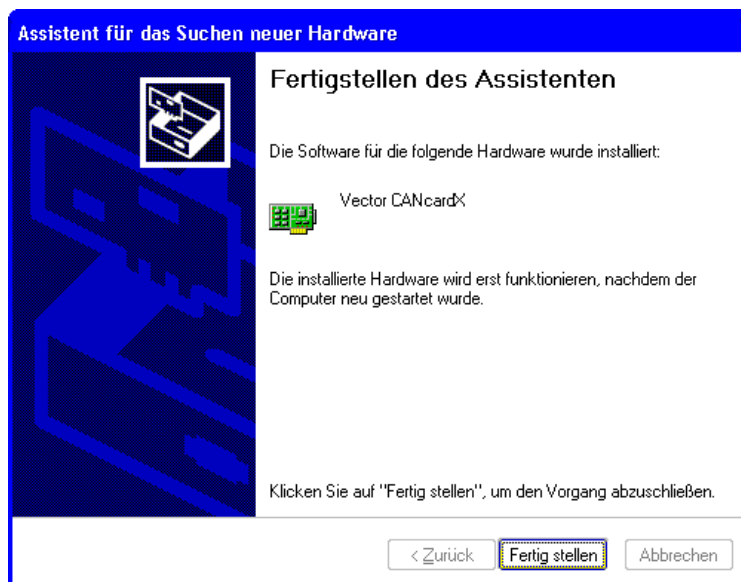 Assistent für das Suchen neuer Hardware
Fertigstellen des Assistenten
Die Software für die folgende Hardware wurde installiert:
Vector CANcardX
Die installierte Hardware wird erst funktionieren, nachdem der
Computer neu gestartet wurde.
Klicken Sie auf "Fertig stellen", um den Vorgang abzuschließen.
< Zurück
Fertig stellen
Abbrechen